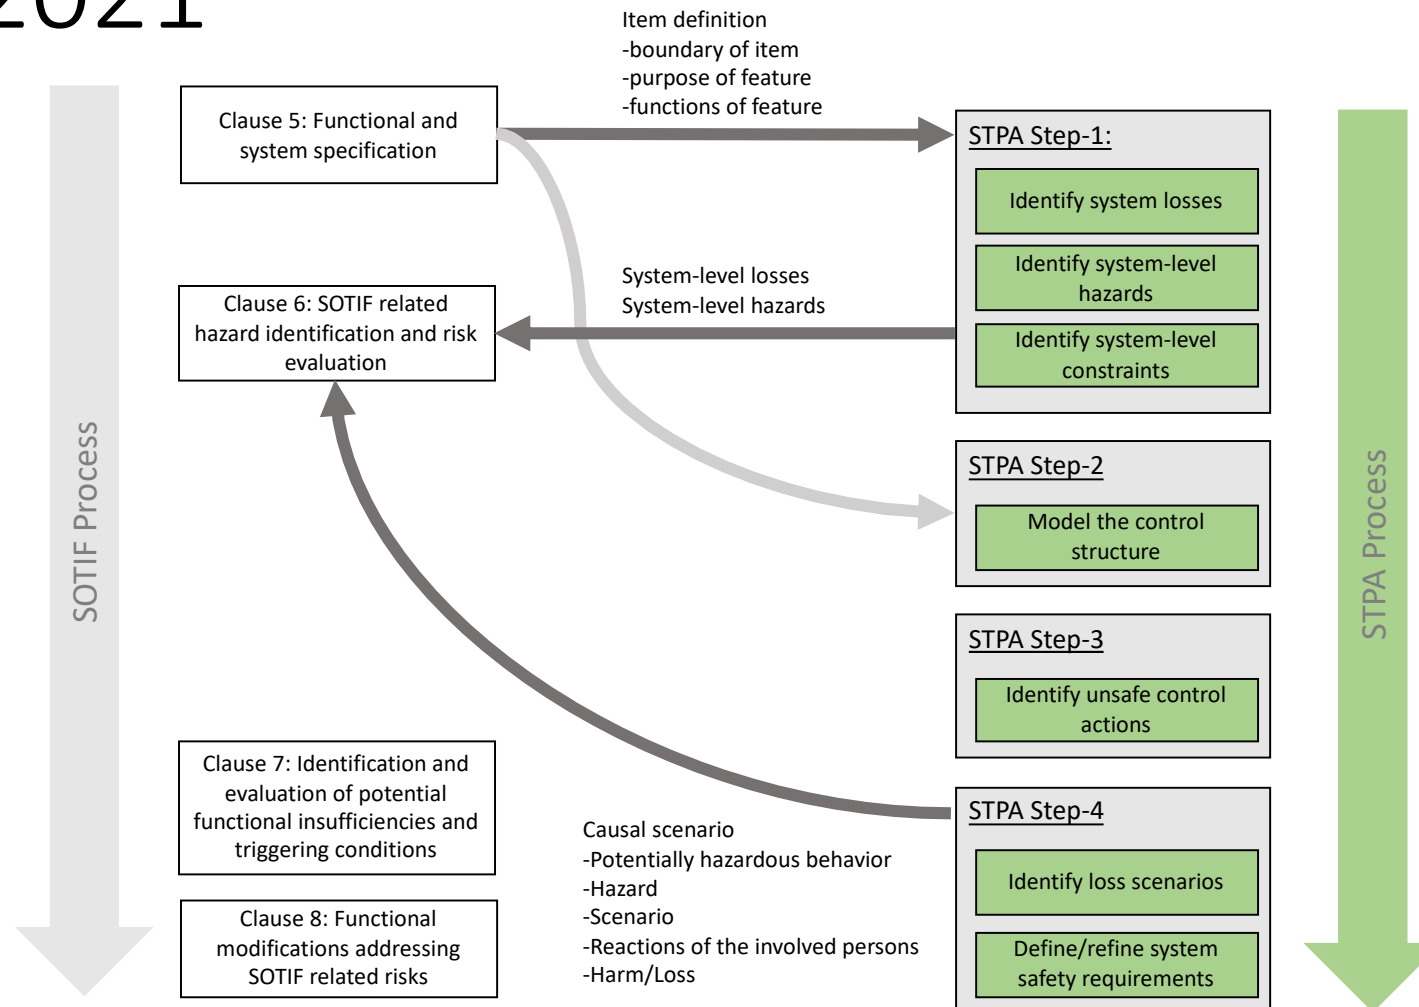 2021
Item definition
-boundary of item
-purpose of feature
-functions of feature
Clause 5: Functional and
system specification
STPA Step-1:
Identify system losses
Identify system-level
hazards
Identify system-level
constraints
System-level losses
System-level hazards
Clause 6: SOTIF related
hazard identification and risk
evaluation
SOTIF Process
STPA Process
STPA Step-2
Model the control
structure
STPA Step-3
Identify unsafe control
actions
Clause 7: Identification and
evaluation of potential
functional insufficiencies and
triggering conditions
Clause 8: Functional
modifications addressing
SOTIF related risks
Causal scenario
-Potentially hazardous behavior
-Hazard
-Scenario
-Reactions of the involved persons
-Harm/Loss
STPA Step-4
Identify loss scenarios
Define/refine system
safety requirements